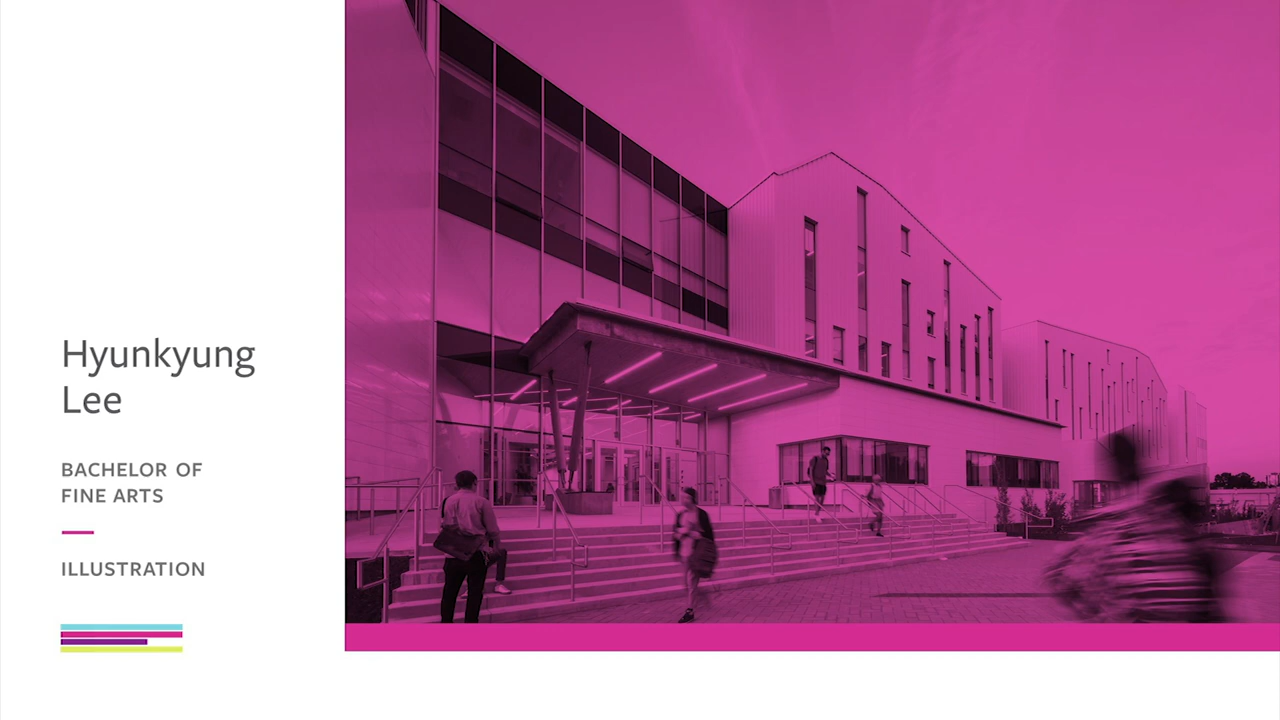 Hyunkyung
Lee
BACHELOR OF
FINE ARTS
ILLUSTRATION